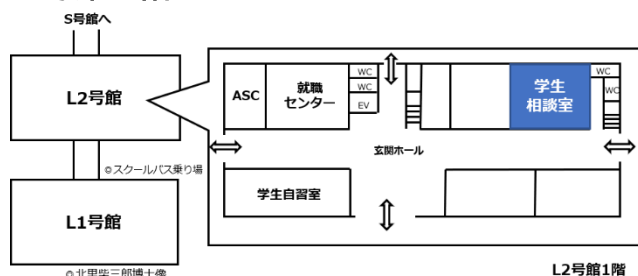 S号館へ
L2号館
◎スクールバス乗り場
L1号館
◎北里柴三郎博士像
ASC
就職
センター
WC
WC
EV
学生
相談室
WC
WC
玄関ホール
学生自習室
L2号館1階